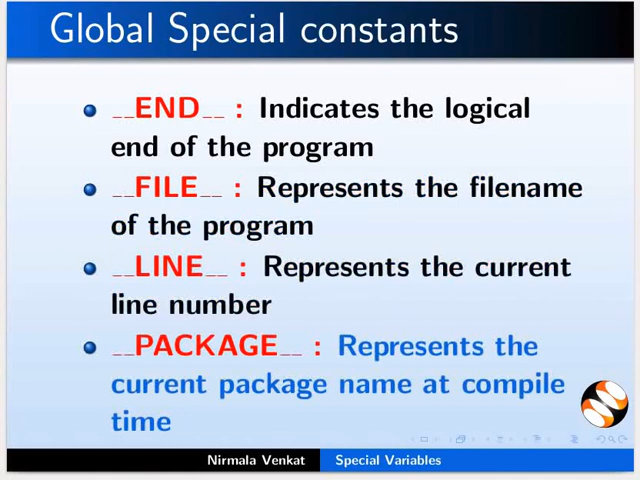 Global Special constants
__END__ : Indicates the logical
end of the program
__FILE__ : Represents the filename
of the program
__LINE__ : Represents the current
line number
__PACKAGE__ : Represents the
current package name at compile
time
Nirmala Venkat Special Variables